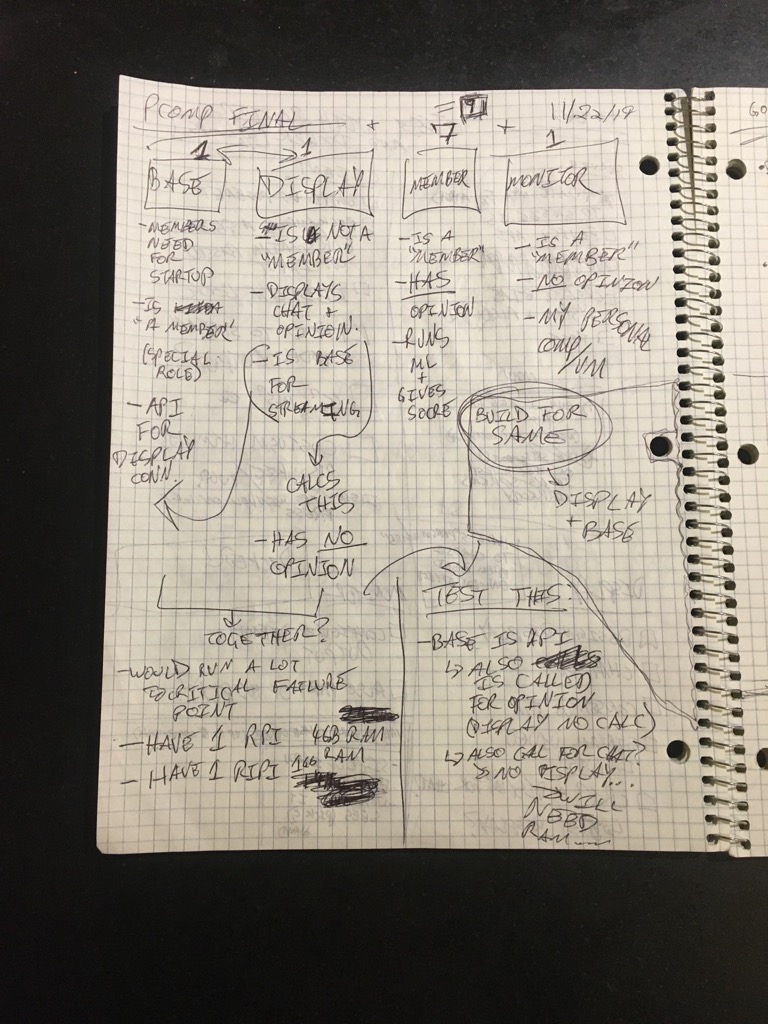 PCOMP FINAL
= 9
11/22/19
1
1
+
7
+
1
BASE
DISPLAY
MEMBER
MONITOR
- MEMBERS
NEED
FOR
STARTUP
- IS
"A MEMBER"
(SPECIAL
ROLE)
- API
FOR
DISPLAY
CONN.
IS NOT A
"MEMBER"
- DISPLAYS
CHAT +
OPINION.
- IS BASE
FOR
STREAMING
CALCS
THIS
- HAS NO
OPINION
- IS A
"MEMBER"
- HAS
OPINION
- RUNS
ML
+
GIVES
SCORE
- IS A
"MEMBER"
- NO OPINION
- MY PERSONAL
COMP/VM
BUILD FOR
SAME
DISPLAY
+ BASE
TOGETHER?
- WOULD RUN A LOT
CRITICAL FAILURE
POINT
- HAVE 1 RPI 4GB RAM
- HAVE 1 RIPI 1GB RAM
TEST THIS:
- BASE IS API
↳ ALSO
IS CALLED
FOR OPINION
(DISPLAY NO CALC)
↳ ALSO CALL FOR CHAT?
→ NO DISPLAY...
→ WILL
NEED
RAM....
GO